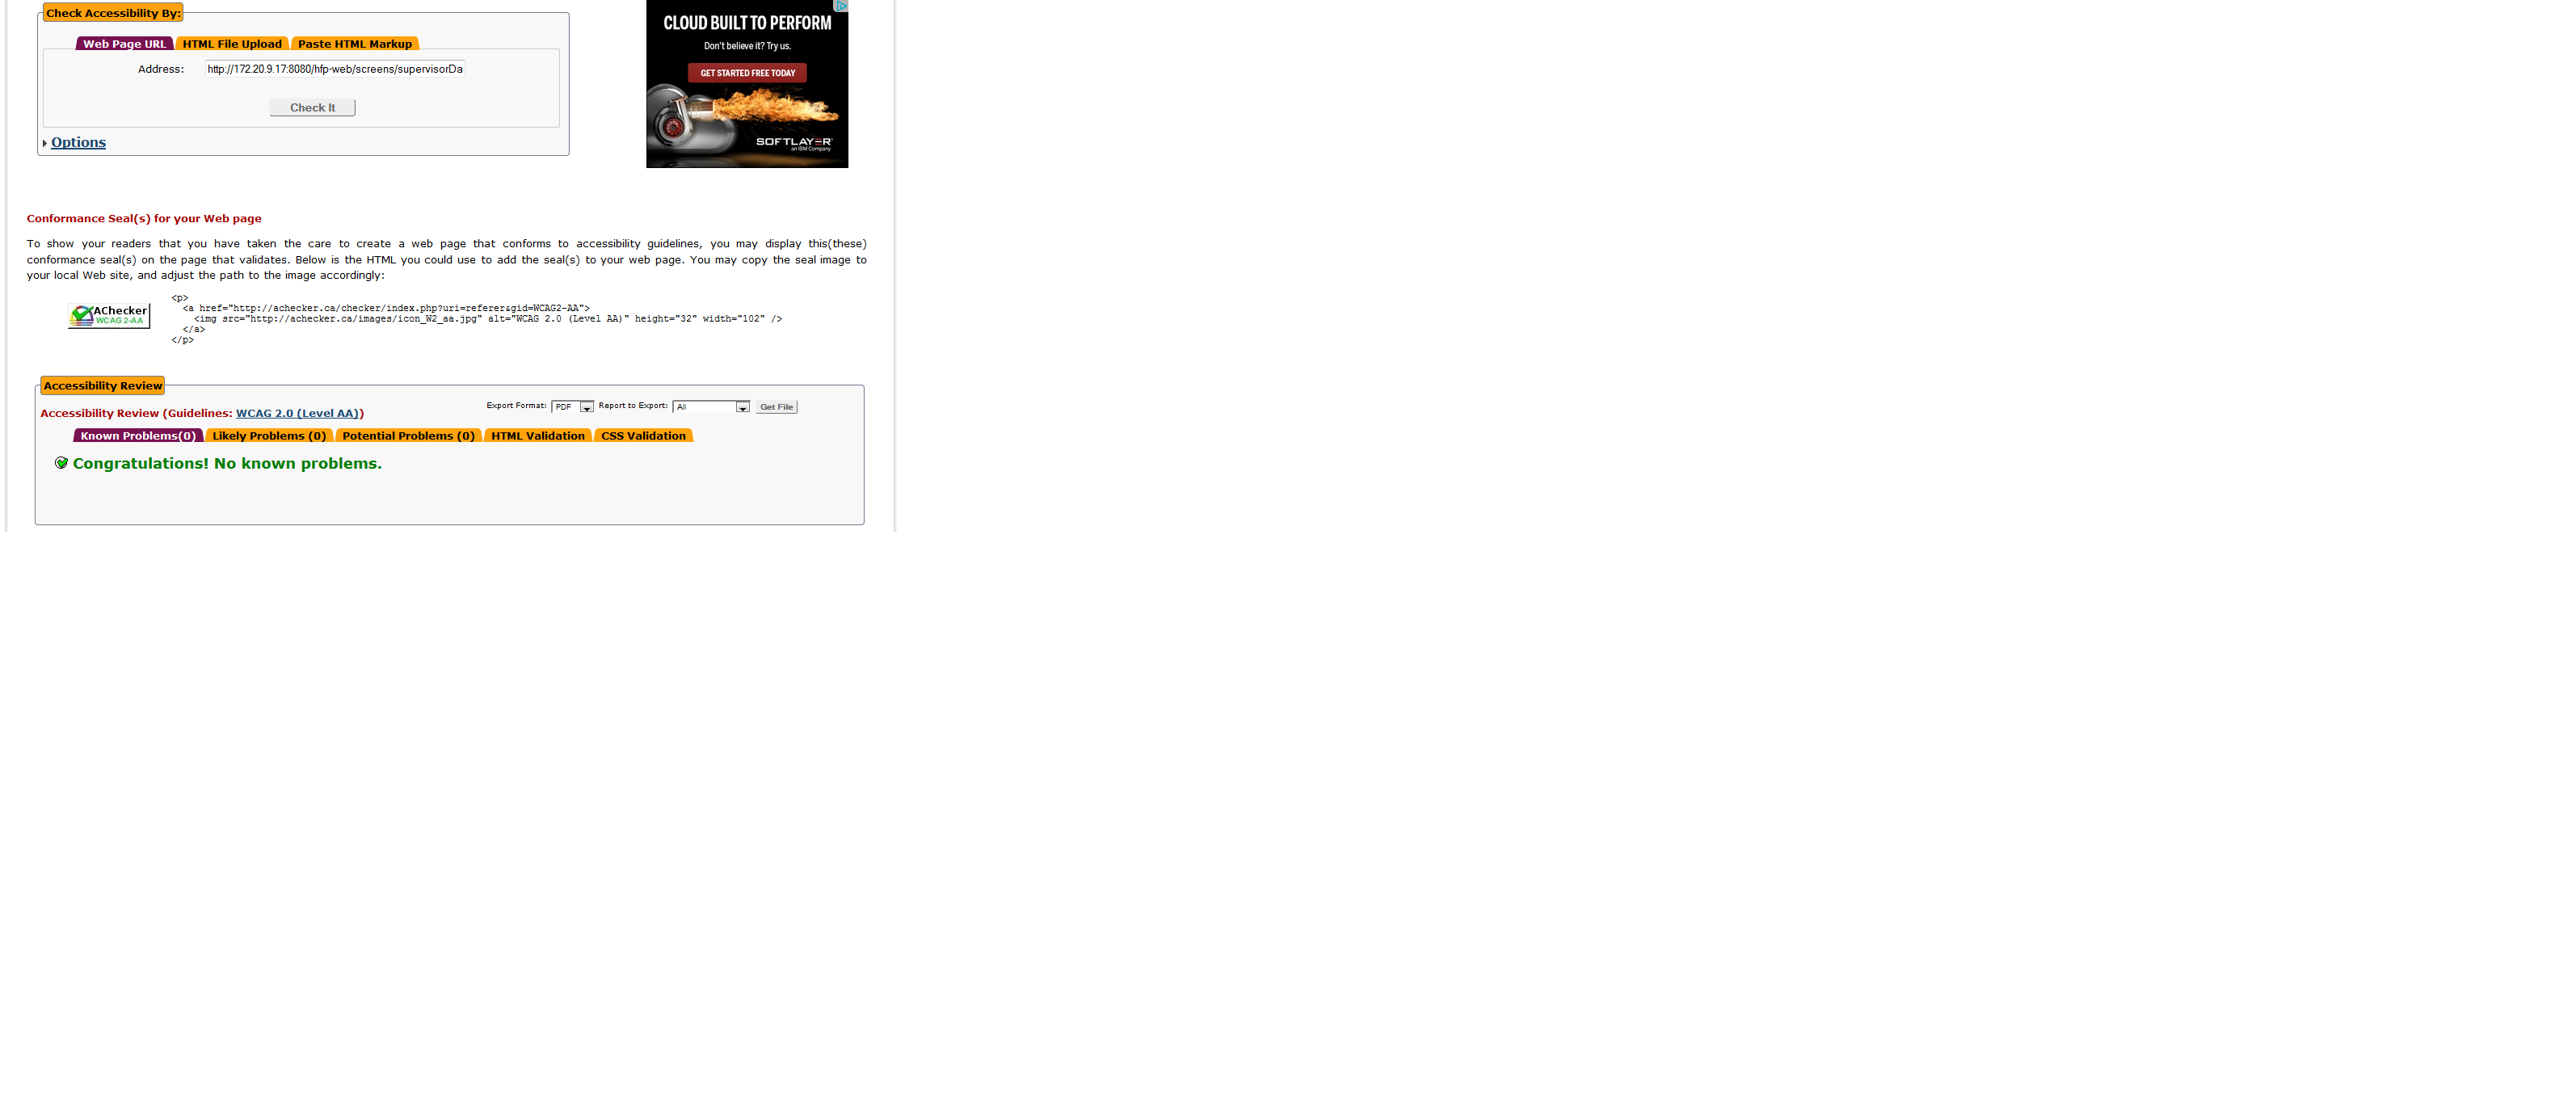 Check Accessibility By:
Web Page URL HTML File Upload Paste HTML Markup
Address: http://172.20.9.17:8080/hfp-web/screens/supervisorDa
Check It
Options
CLOUD BUILT TO PERFORM
Don't believe it? Try us.
GET STARTED FREE TODAY
SOFTLAYER
an IBM Company
Conformance Seal(s) for your Web page
To show your readers that you have taken the care to create a web page that conforms to accessibility guidelines, you may display this(these)
conformance seal(s) on the page that validates. Below is the HTML you could use to add the seal(s) to your web page. You may copy the seal image to
your local Web site, and adjust the path to the image accordingly:
AChecker
WCAG 2-AA
<p>
<a href="http://achecker.ca/checker/index.php?uri=referer&gid=WCAG2-AA">
<img src="http://achecker.ca/images/icon_W2_aa.jpg" alt="WCAG 2.0 (Level AA)" height="32" width="102" />
</a>
</p>
Accessibility Review
Accessibility Review (Guidelines: WCAG 2.0 (Level AA))
Export Format: PDF Report to Export: All Get File
Known Problems(0) Likely Problems (0) Potential Problems (0) HTML Validation CSS Validation
Congratulations! No known problems.